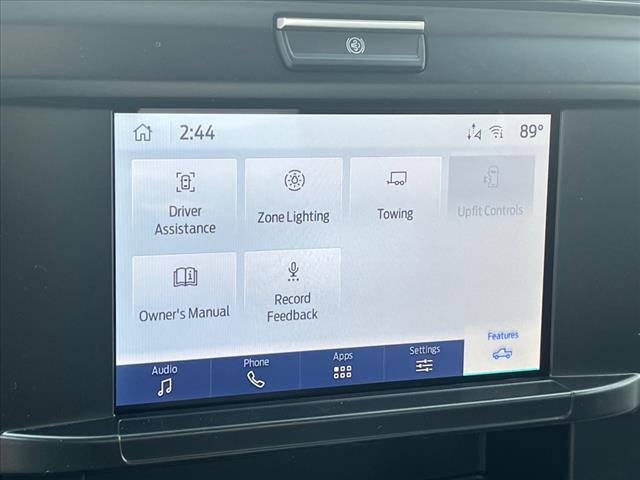 2:44
89°
Driver
Assistance
Zone Lighting
Towing
Upfit Controls
Owner's Manual
Record
Feedback
Audio
Phone
Apps
Settings
Features